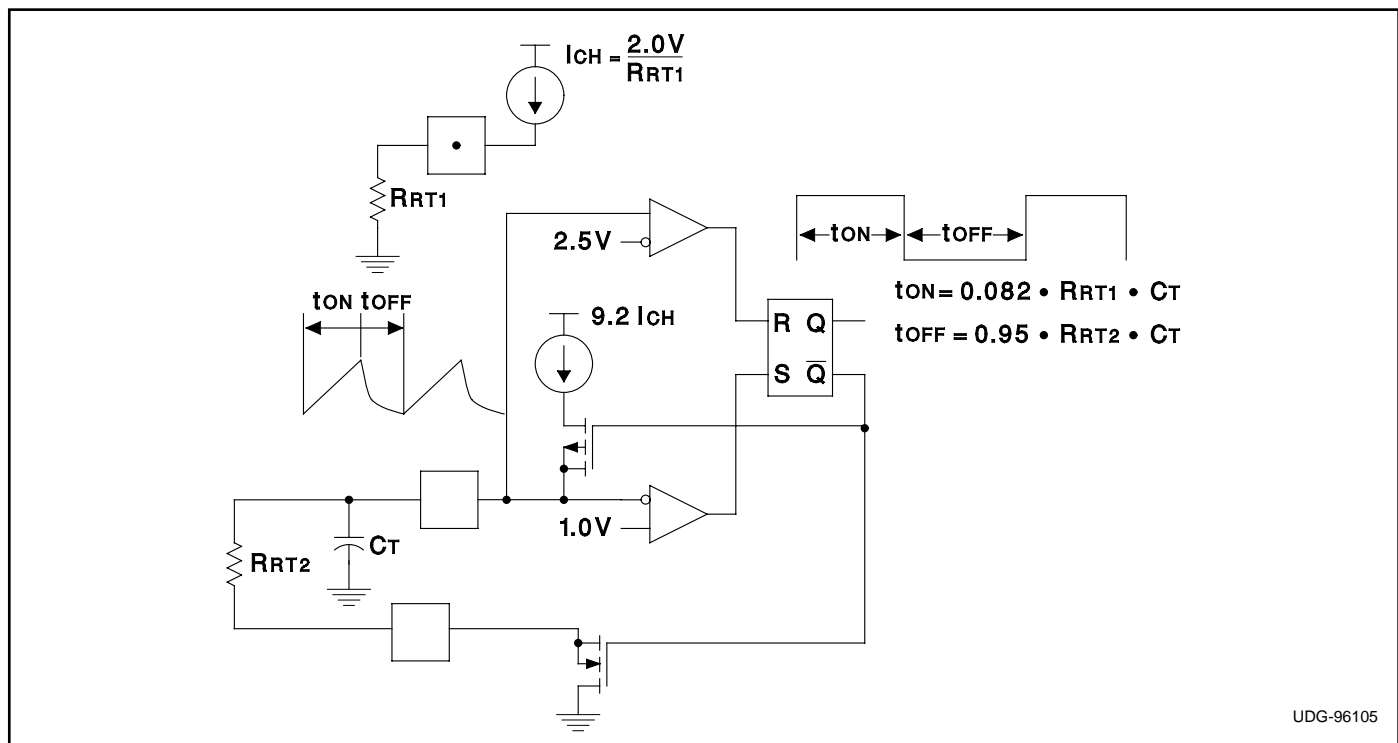 ICH = 2.0V / RRT1
RRT1
2.5V
tON tOFF
tON = 0.082 • RRT1 • CT
tOFF = 0.95 • RRT2 • CT
tON tOFF
9.2 ICH
R Q
S Q̅
1.0V
CT
RRT2
UDG-96105